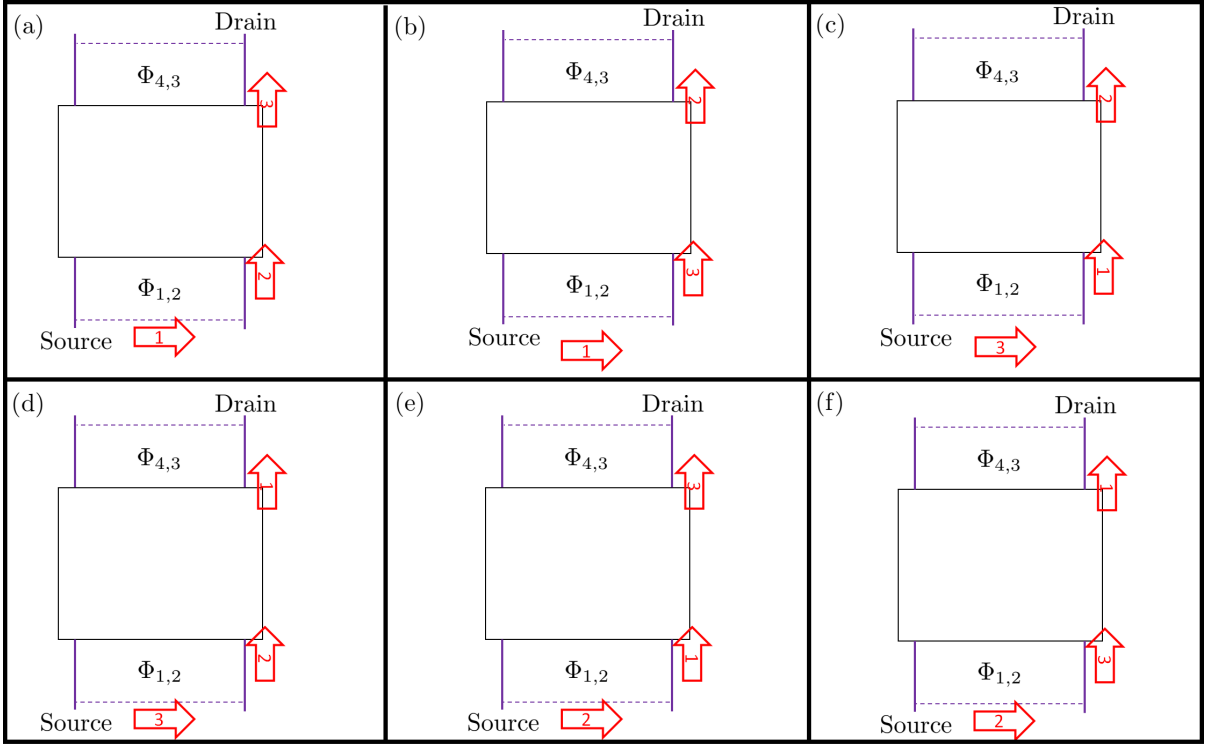 (a)
Drain
Φ4,3
3
2
Φ1,2
Source
1
(b)
Drain
Φ4,3
2
3
Φ1,2
Source
1
(c)
Drain
Φ4,3
2
1
Φ1,2
Source
3
(d)
Drain
Φ4,3
1
2
Φ1,2
Source
3
(e)
Drain
Φ4,3
3
1
Φ1,2
Source
2
(f)
Drain
Φ4,3
1
3
Φ1,2
Source
2